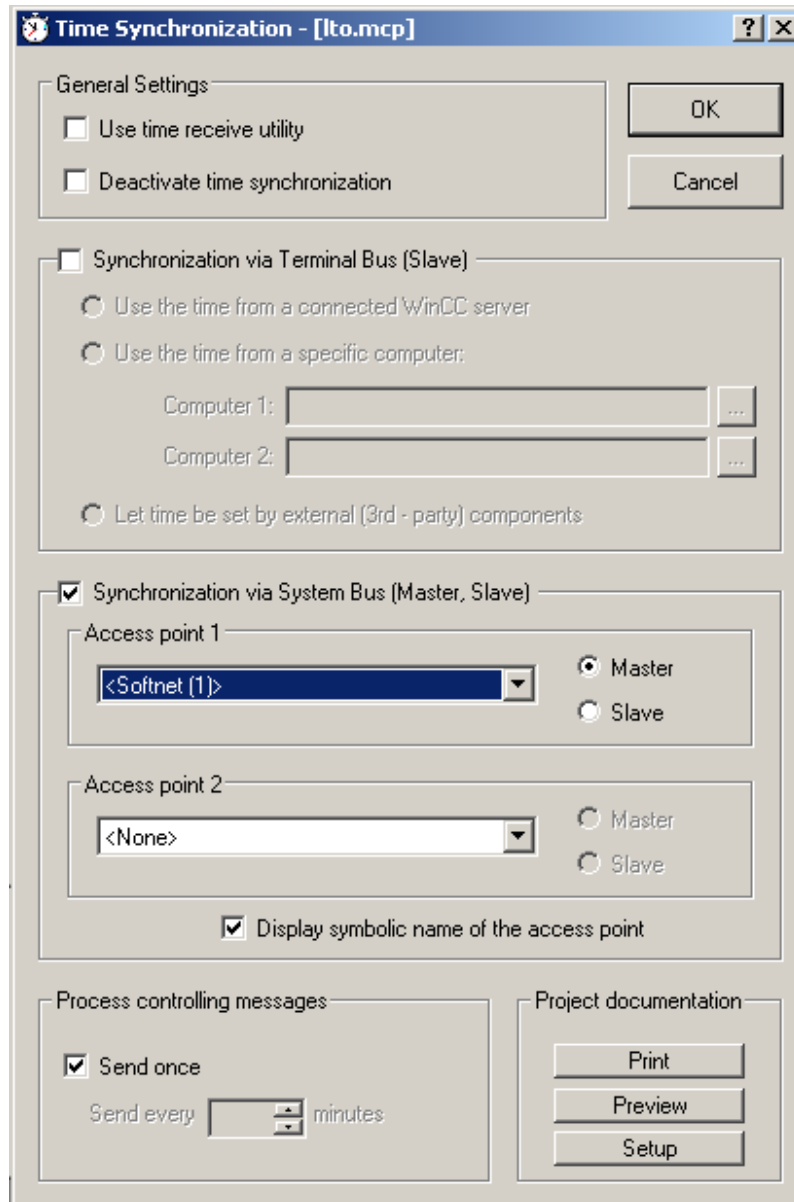 Time Synchronization - [lto.mcp]
General Settings
Use time receive utility
Deactivate time synchronization
OK
Cancel
Synchronization via Terminal Bus (Slave)
Use the time from a connected WinCC server
Use the time from a specific computer:
Computer 1:
...
Computer 2:
...
Let time be set by external (3rd - party) components
Synchronization via System Bus (Master, Slave)
Access point 1
<Softnet (1)>
Master
Slave
Access point 2
<None>
Master
Slave
Display symbolic name of the access point
Process controlling messages
Send once
Send every minutes
Project documentation
Print
Preview
Setup